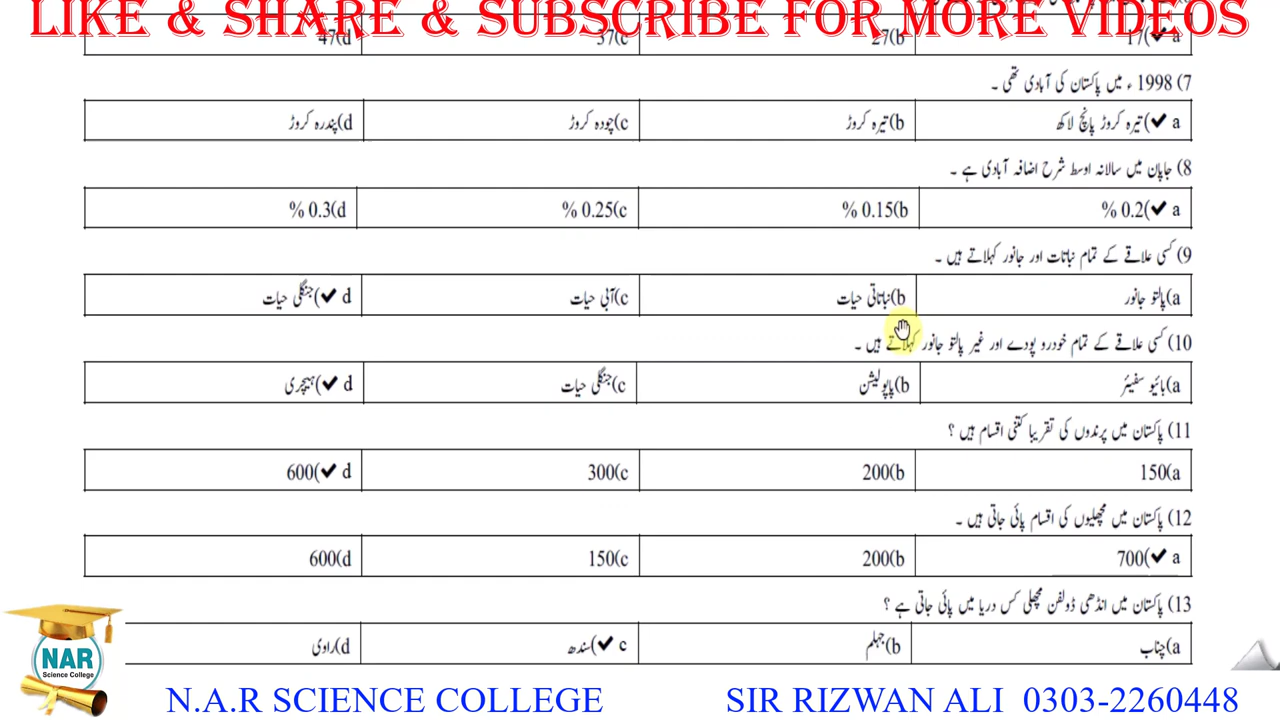 LIKE & SHARE & SUBSCRIBE FOR MORE VIDEOS
a ✔)17 b)27 c)37 d)47
7) 1998 ء میں پاکستان کی آبادی تھی ۔
a ✔)تیرہ کروڑ پانچ لاکھ b)تیرہ کروڑ c)چودہ کروڑ d)پندرہ کروڑ
8) جاپان میں سالانہ اوسط شرح اضافہ آبادی ہے ۔
a ✔)0.2 % b)0.15 % c)0.25 % d)0.3 %
9) کسی علاقے کے تمام نباتات اور جانور کہلاتے ہیں ۔
a)پالتو جانور b)نباتاتی حیات c)آبی حیات d ✔)جنگلی حیات
10) کسی علاقے کے تمام خودرو پودے اور غیر پالتو جانور کہلاتے ہیں ۔
a)بائیو سفیئر b)پاپولیشن c)جنگلی حیات d ✔)ہیچری
11) پاکستان میں پرندوں کی تقریبا کتنی اقسام ہیں ؟
a)150 b)200 c)300 d ✔)600
12) پاکستان میں مچھلیوں کی اقسام پائی جاتی ہیں ۔
a ✔)700 b)200 c)150 d)600
13) پاکستان میں انڈھی ڈولفن مچھلی کس دریا میں پائی جاتی ہے ؟
a)چناب b)جہلم c ✔)سندھ d)راوی
NAR
Science College
N.A.R SCIENCE COLLEGE SIR RIZWAN ALI 0303-2260448